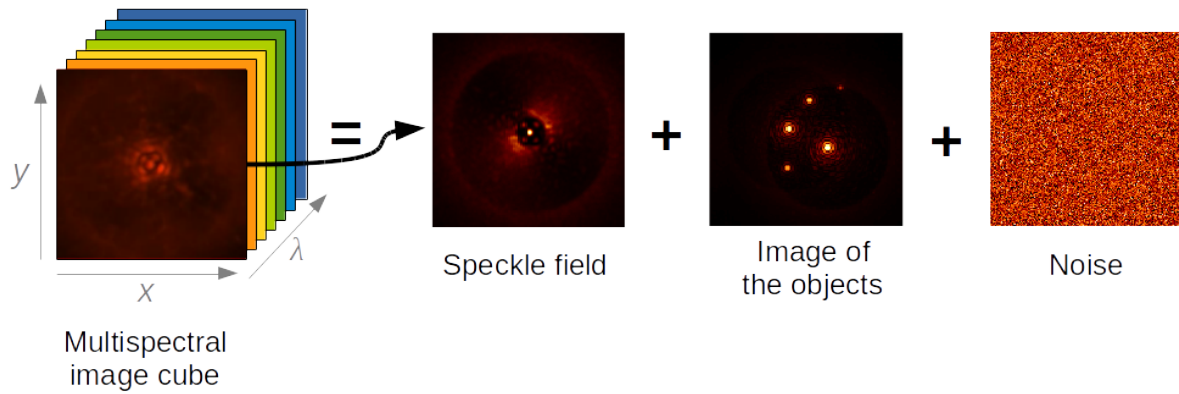 y
x
λ
Multispectral
image cube
=
Speckle field
+
Image of
the objects
+
Noise